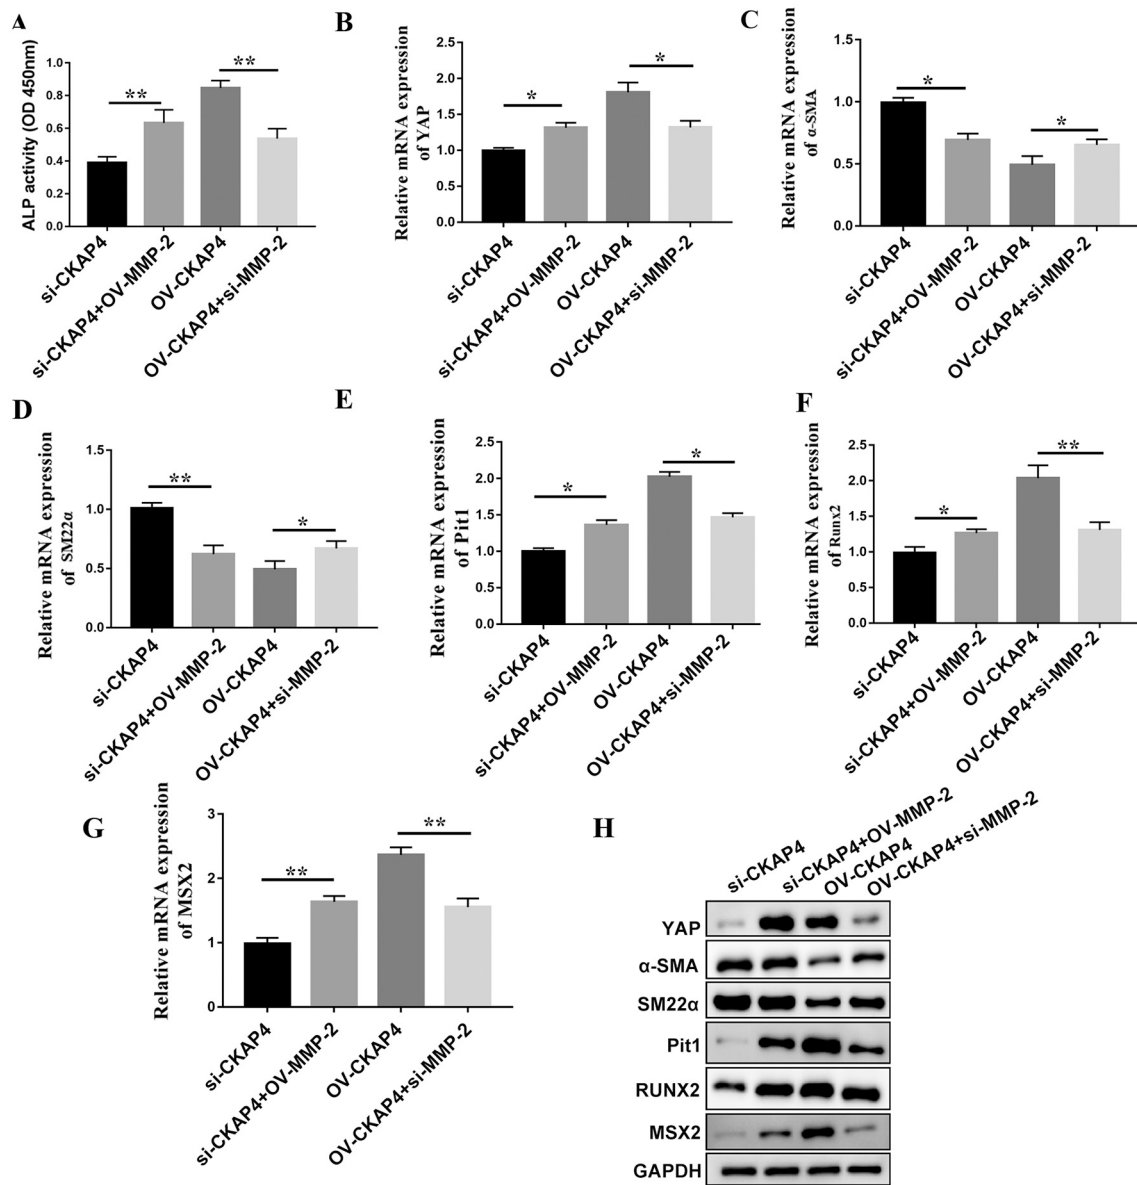 A
ALP activity (OD 450nm)
1.0
0.8
0.6
0.4
0.2
0.0
**
**
si-CKAP4
si-CKAP4+OV-MMP-2
OV-CKAP4
OV-CKAP4+si-MMP-2
B
Relative mRNA expression
of YAP
2.5
2.0
1.5
1.0
0.5
0.0
*
*
si-CKAP4
si-CKAP4+OV-MMP-2
OV-CKAP4
OV-CKAP4+si-MMP-2
C
Relative mRNA expression
of α-SMA
1.5
1.0
0.5
0.0
*
*
si-CKAP4
si-CKAP4+OV-MMP-2
OV-CKAP4
OV-CKAP4+si-MMP-2
D
Relative mRNA expression
of SM22α
1.5
1.0
0.5
0.0
**
*
si-CKAP4
si-CKAP4+OV-MMP-2
OV-CKAP4
OV-CKAP4+si-MMP-2
E
Relative mRNA expression
of Pit1
2.5
2.0
1.5
1.0
0.5
0.0
*
*
si-CKAP4
si-CKAP4+OV-MMP-2
OV-CKAP4
OV-CKAP4+si-MMP-2
F
Relative mRNA expression
of Runx2
2.5
2.0
1.5
1.0
0.5
0.0
*
**
si-CKAP4
si-CKAP4+OV-MMP-2
OV-CKAP4
OV-CKAP4+si-MMP-2
G
Relative mRNA expression
of MSX2
3
2
1
0
**
**
si-CKAP4
si-CKAP4+OV-MMP-2
OV-CKAP4
OV-CKAP4+si-MMP-2
H
si-CKAP4
si-CKAP4+OV-MMP-2
OV-CKAP4
OV-CKAP4+si-MMP-2
YAP
α-SMA
SM22α
Pit1
RUNX2
MSX2
GAPDH